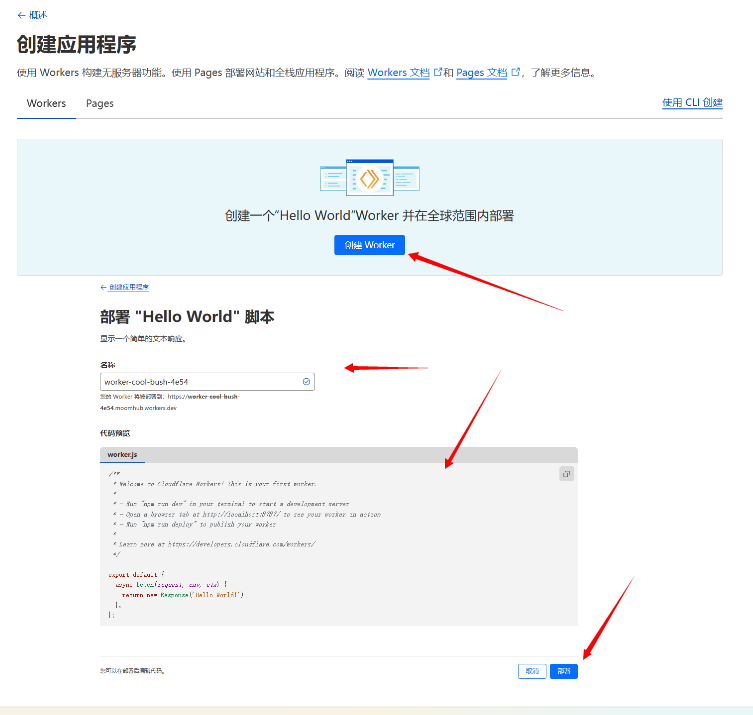 ← 概述
创建应用程序
使用 Workers 构建无服务器功能。使用 Pages 部署网站和全栈应用程序。阅读 Workers 文档 和 Pages 文档，了解更多信息。
Workers Pages 使用 CLI 创建
创建一个“Hello World”Worker 并在全球范围内部署
创建 Worker
← 创建应用程序
部署 "Hello World" 脚本
显示一个简单的文本响应。
名称
worker-cool-bush-4e54
您的 Worker 将被部署到：https://worker-cool-bush-
4e54.moomhub.workers.dev
代码预览
worker.js
/**
* Welcome to Cloudflare Workers! This is your first worker.
*
* - Run "npm run dev" in your terminal to start a development server
* - Open a browser tab at http://localhost:8787/ to see your worker in action
* - Run "npm run deploy" to publish your worker
*
* Learn more at https://developers.cloudflare.com/workers/
*/
export default {
async fetch(request, env, ctx) {
return new Response('Hello World!')
},
};
您可以在部署后编辑代码。
取消 部署